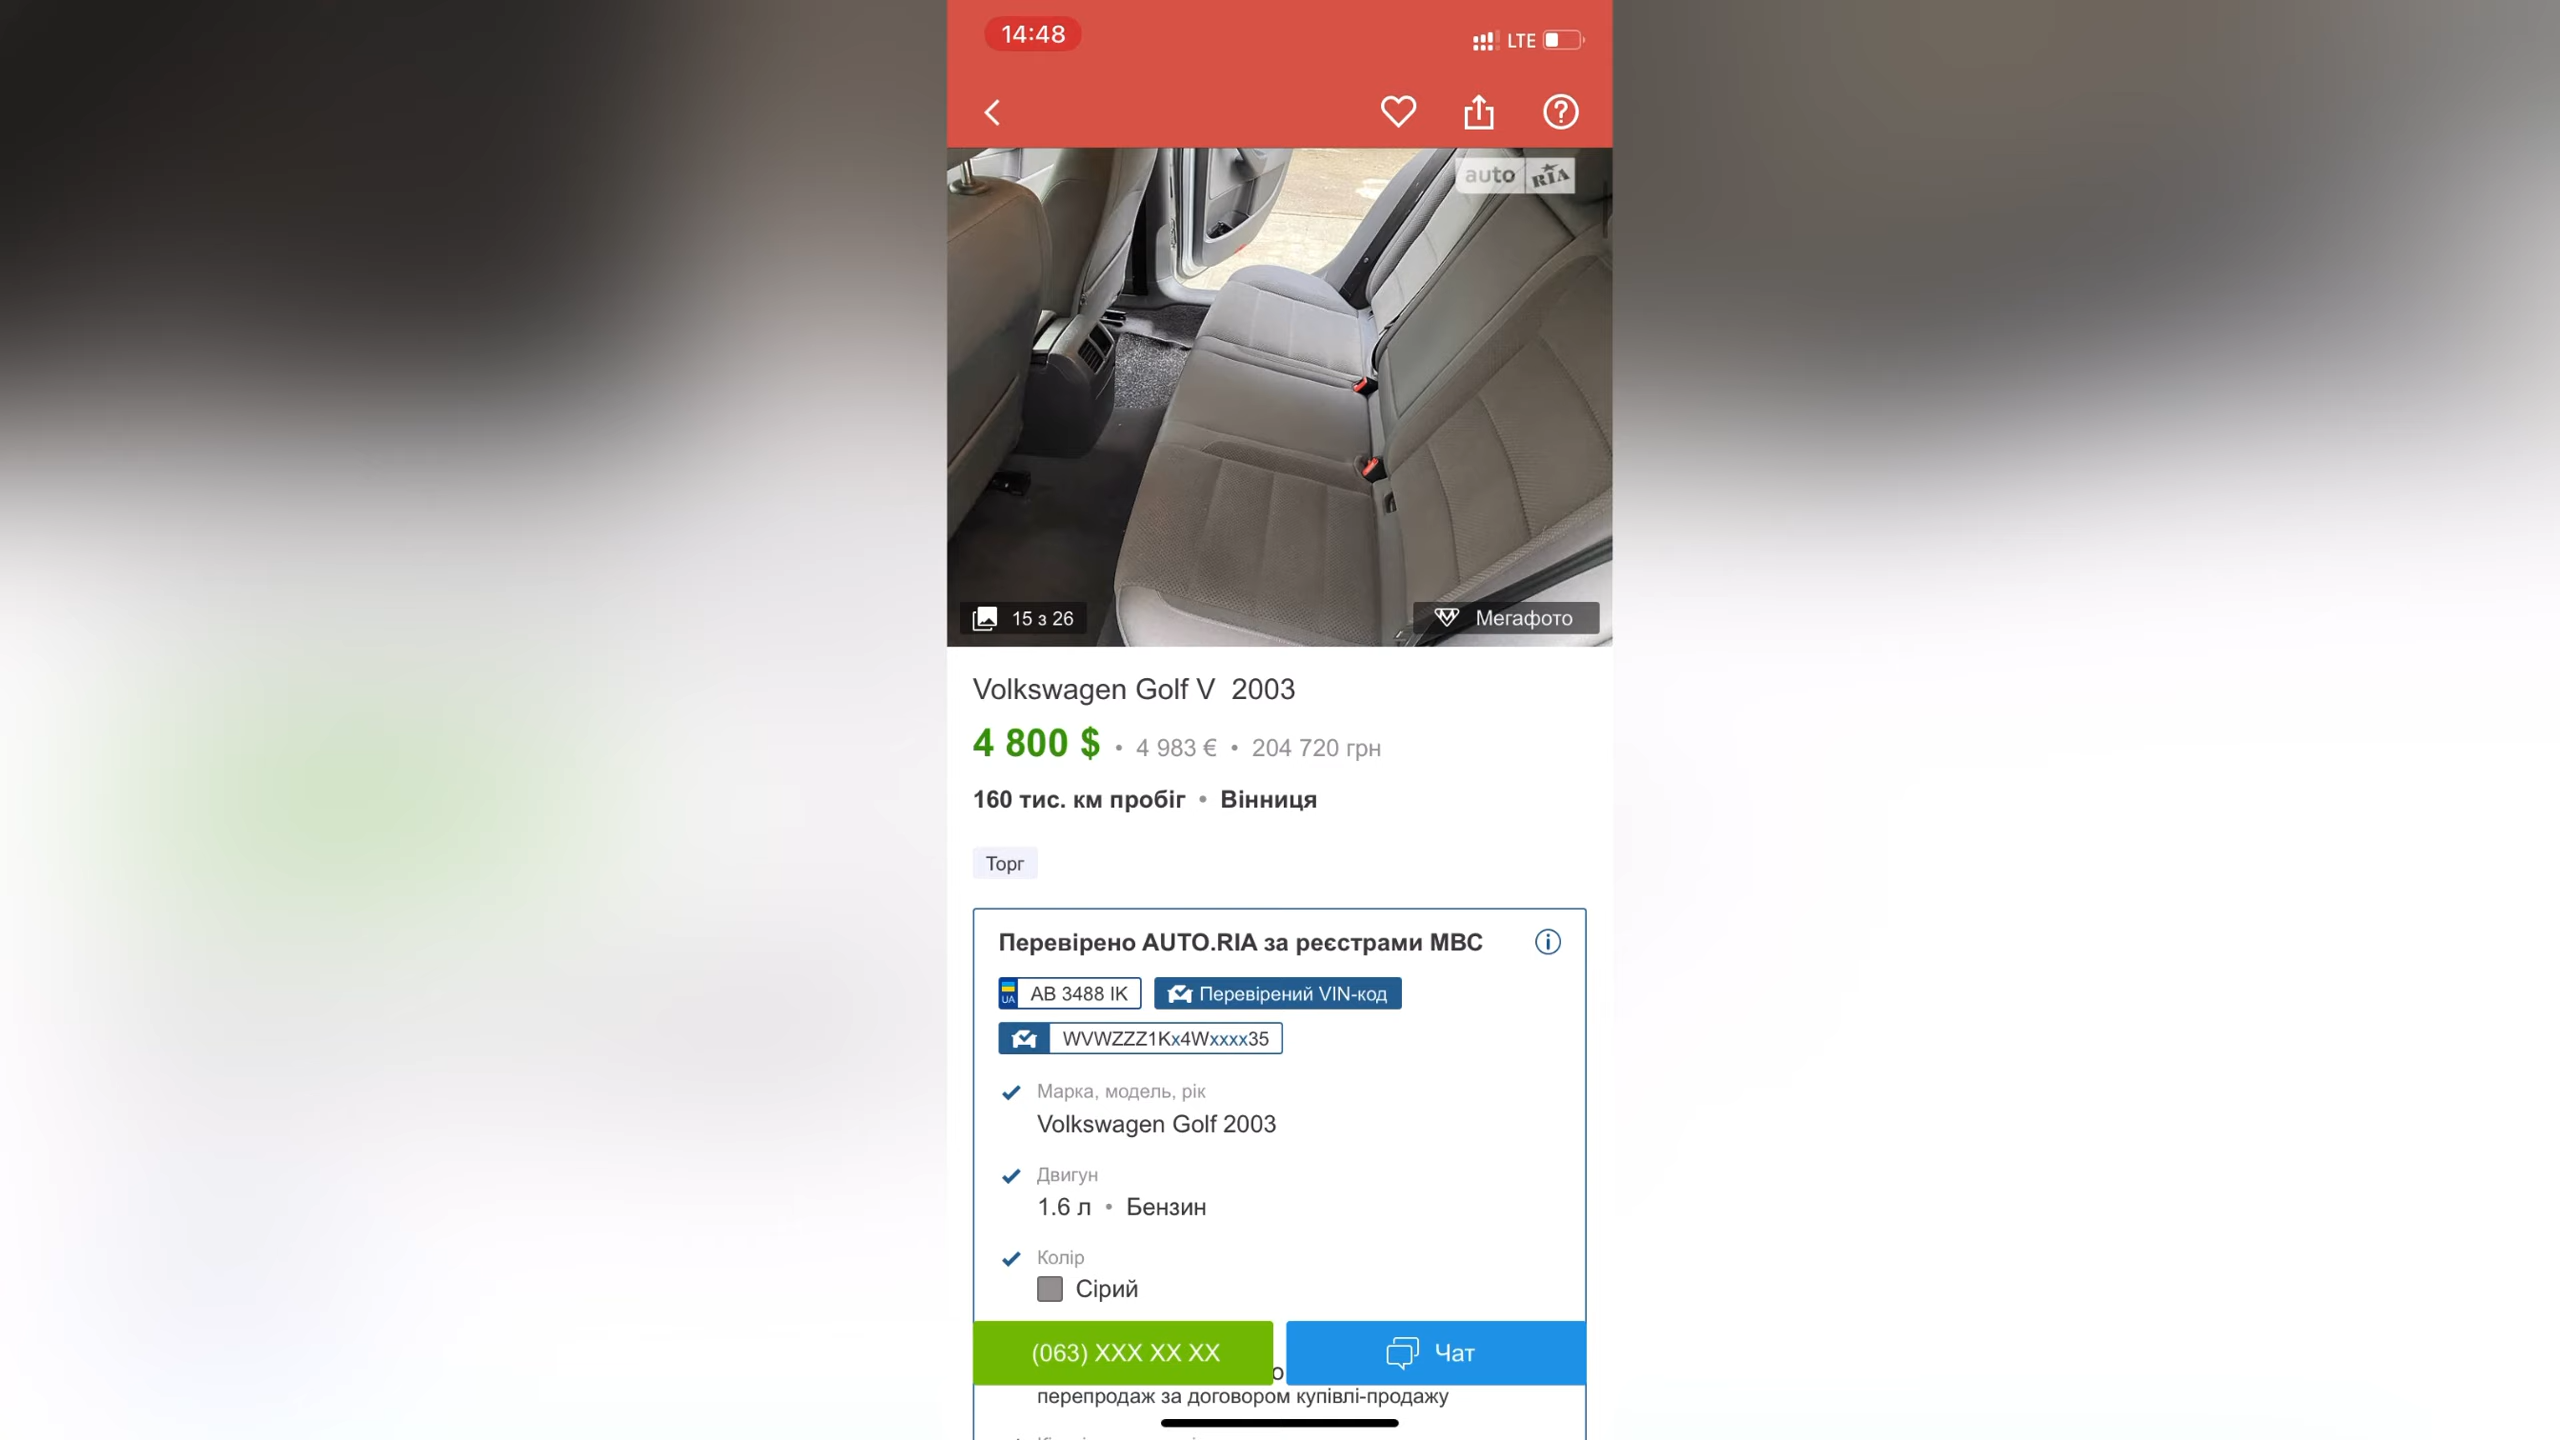 14:48
LTE
auto RIA
15 з 26
Мегафото
Volkswagen Golf V 2003
4 800 $ • 4 983 € • 204 720 грн
160 тис. км пробіг • Вінниця
Торг
Перевірено AUTO.RIA за реєстрами МВС
UA AB 3488 IK Перевірений VIN-код
WVWZZZ1Kx4Wxxxx35
Марка, модель, рік
Volkswagen Golf 2003
Двигун
1.6 л • Бензин
Колір
Сірий
(063) XXX XX XX
Чат
перепродаж за договором купівлі-продажу